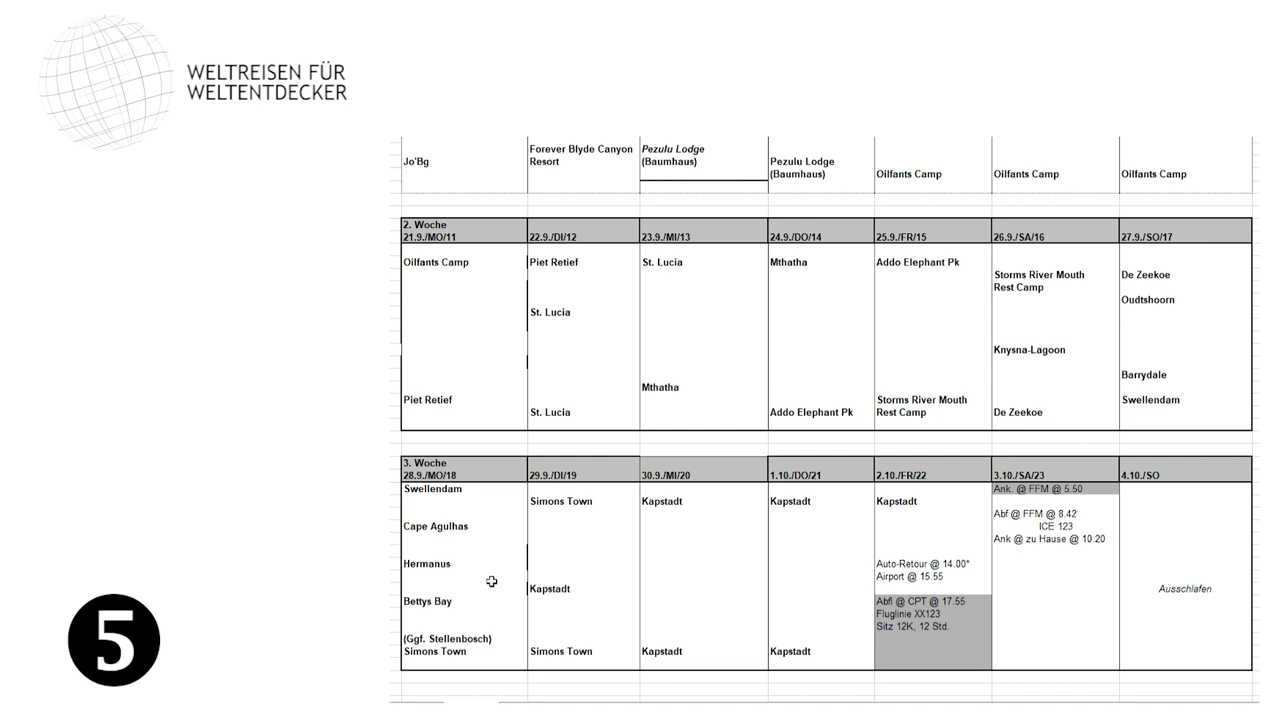 WELTREISEN FÜR
WELTENTDECKER
Jo'Bg
Forever Blyde Canyon
Resort
Pezulu Lodge
(Baumhaus)
Pezulu Lodge
(Baumhaus)
Oilfants Camp
Oilfants Camp
Oilfants Camp
2. Woche
21.9./MO/11
22.9./DI/12
23.9./MI/13
24.9./DO/14
25.9./FR/15
26.9./SA/16
27.9./SO/17
Oilfants Camp
Piet Retief
Piet Retief
St. Lucia
St. Lucia
St. Lucia
Mthatha
Mthatha
Addo Elephant Pk
Addo Elephant Pk
Storms River Mouth
Rest Camp
Storms River Mouth
Rest Camp
Knysna-Lagoon
De Zeekoe
De Zeekoe
Oudtshoorn
Barrydale
Swellendam
3. Woche
28.9./MO/18
29.9./DI/19
30.9./MI/20
1.10./DO/21
2.10./FR/22
3.10./SA/23
4.10./SO
Swellendam
Cape Agulhas
Hermanus
Bettys Bay
(Ggf. Stellenbosch)
Simons Town
Simons Town
Kapstadt
Simons Town
Kapstadt
Kapstadt
Kapstadt
Kapstadt
Kapstadt
Auto-Retour @ 14.00*
Airport @ 15.55
Abfl @ CPT @ 17.55
Fluglinie XX123
Sitz 12K, 12 Std.
Ank. @ FFM @ 5.50
Abf @ FFM @ 8.42
ICE 123
Ank @ zu Hause @ 10.20
Ausschlafen
5